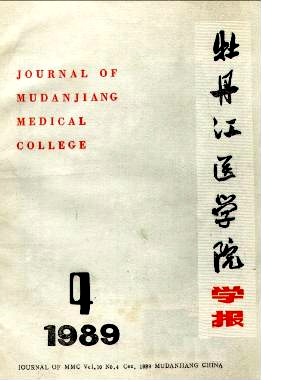 JOURNAL OF
MUDANJIANG
MEDICAL
COLLEGE
牡丹江医学院
学报
4
1989
JOURNAL OF MMC Vol.10 No.4 1989 MUDANJIANG CHINA